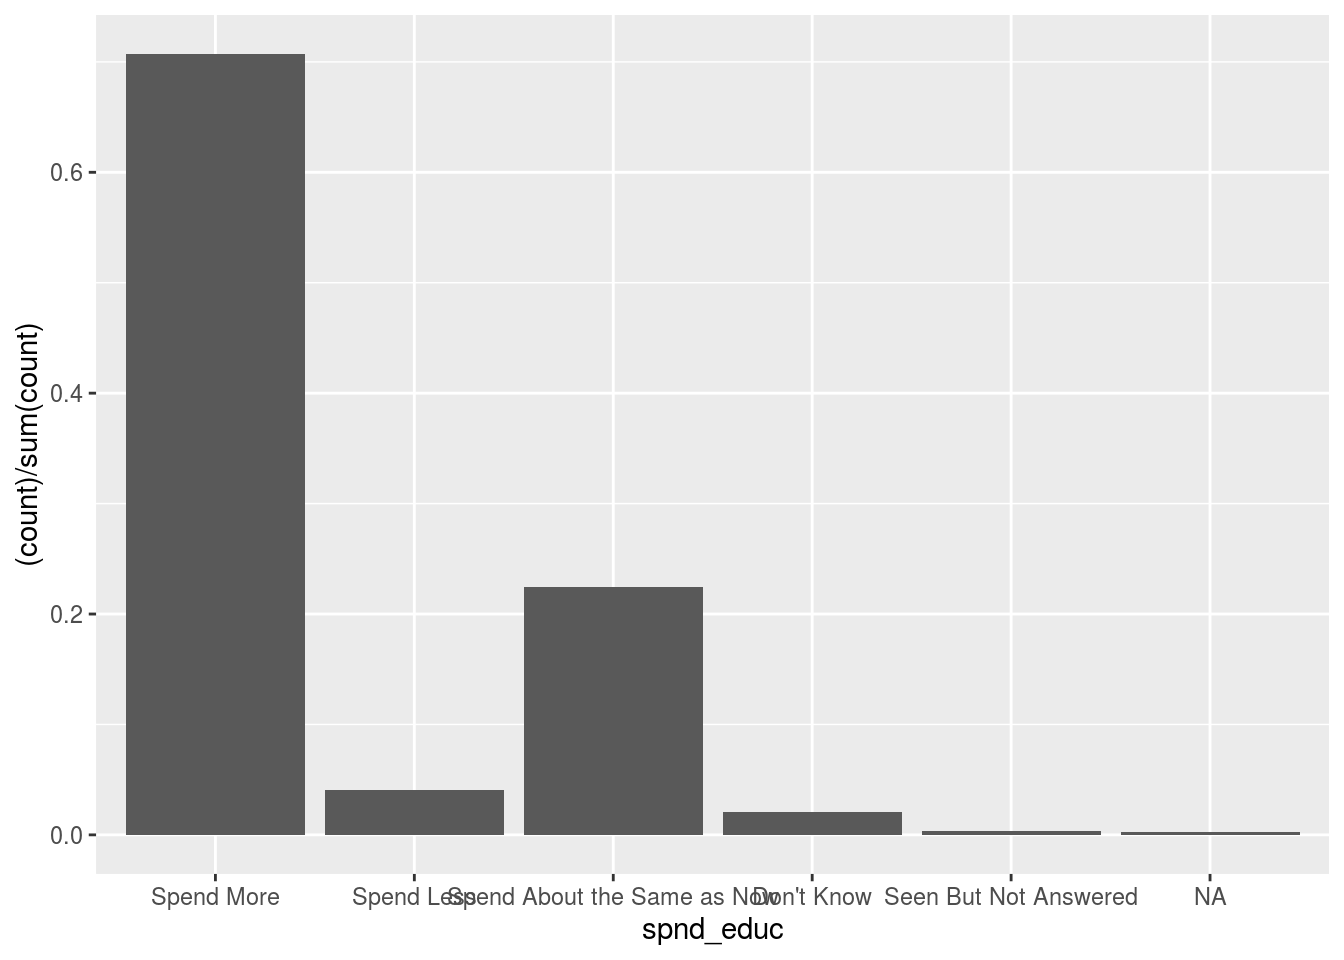 (count)/sum(count)
0.6
0.4
0.2
0.0
Spend More Spend Less Spend About the Same as Now Don't Know Seen But Not Answered NA
spnd_educ